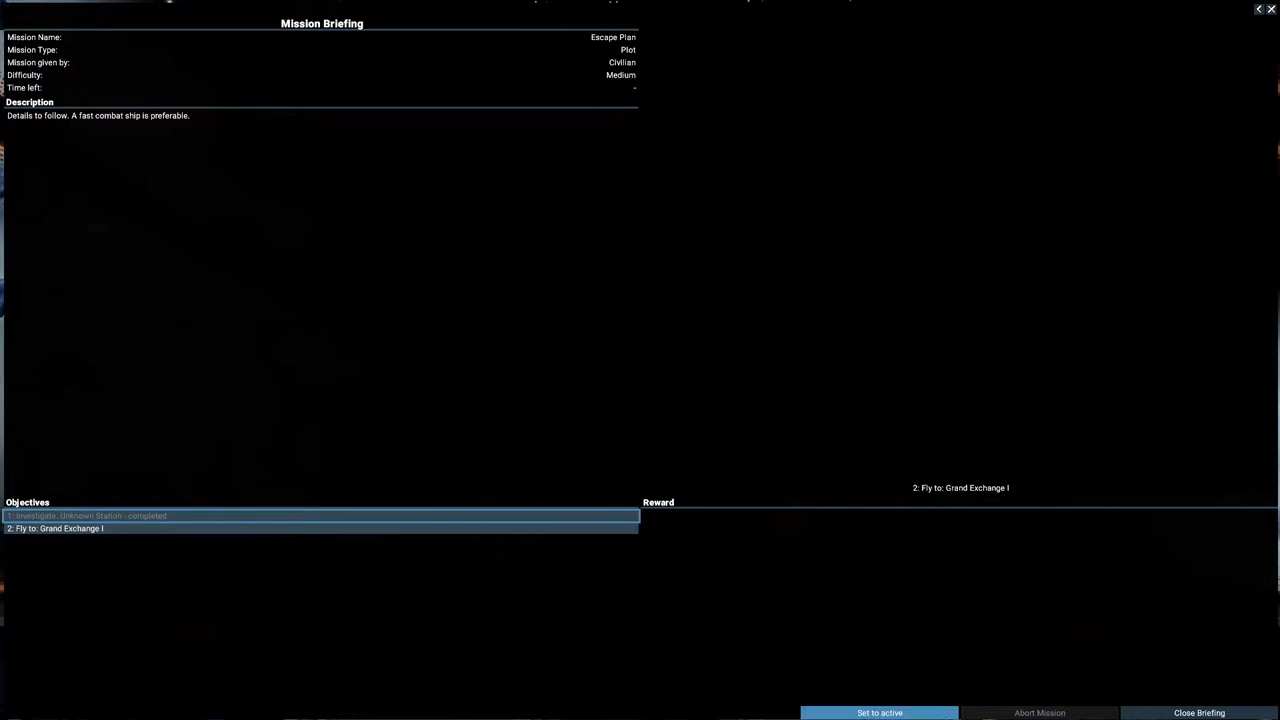 Mission Briefing
Mission Name: Escape Plan
Mission Type: Plot
Mission given by: Civilian
Difficulty: Medium
Time left: -
Description
Details to follow. A fast combat ship is preferable.
2: Fly to: Grand Exchange I
Objectives
1: Investigate: Unknown Station - completed
2: Fly to: Grand Exchange I
Reward
Set to active
Abort Mission
Close Briefing